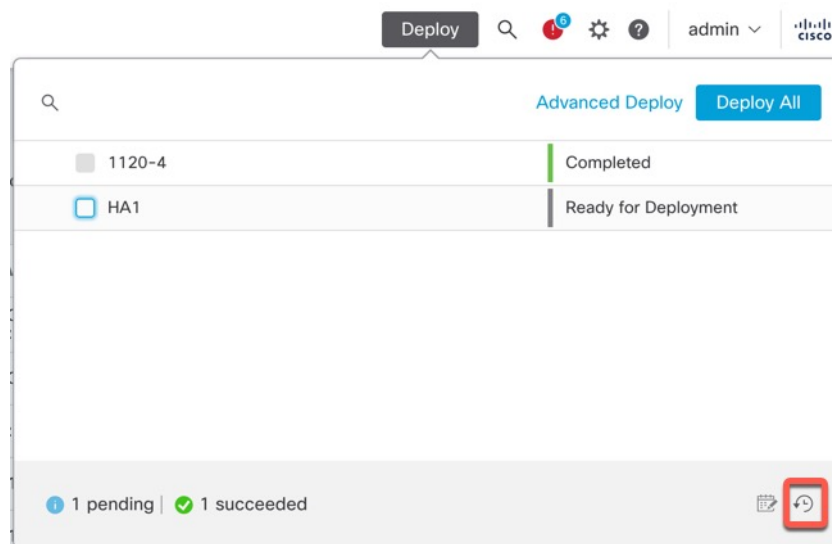 Deploy 6 admin cisco
Advanced Deploy Deploy All
1120-4 Completed
HA1 Ready for Deployment
1 pending 1 succeeded